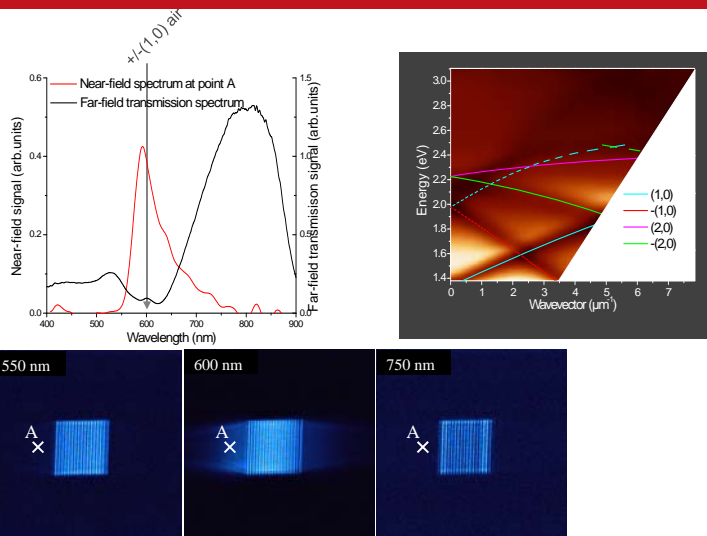 +/-(1,0) air
Near-field spectrum at point A
Far-field transmission spectrum
Near-field signal (arb.units)
0.6
0.4
0.2
0.0
1.5
1.0
0.5
0.0
Far-field transmisison signal (arb.units)
400 500 600 700 800 900
Wavelength (nm)
Energy (eV)
3.0
2.8
2.6
2.4
2.2
2.0
1.8
1.6
1.4
(1,0)
-(1,0)
(2,0)
-(2,0)
0 1 2 3 4 5 6 7
Wavevector (µm⁻¹)
550 nm
A
600 nm
A
750 nm
A